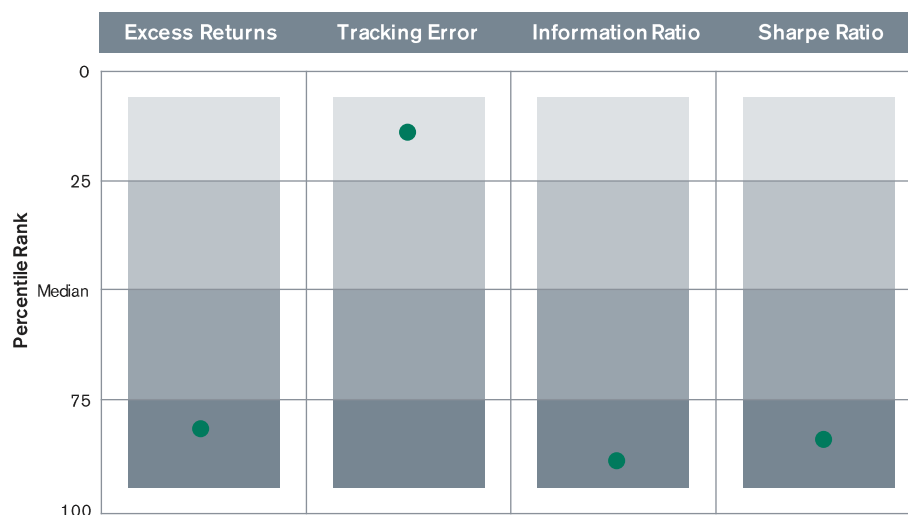 Excess Returns
Tracking Error
Information Ratio
Sharpe Ratio
0
25
Median
75
100
Percentile Rank